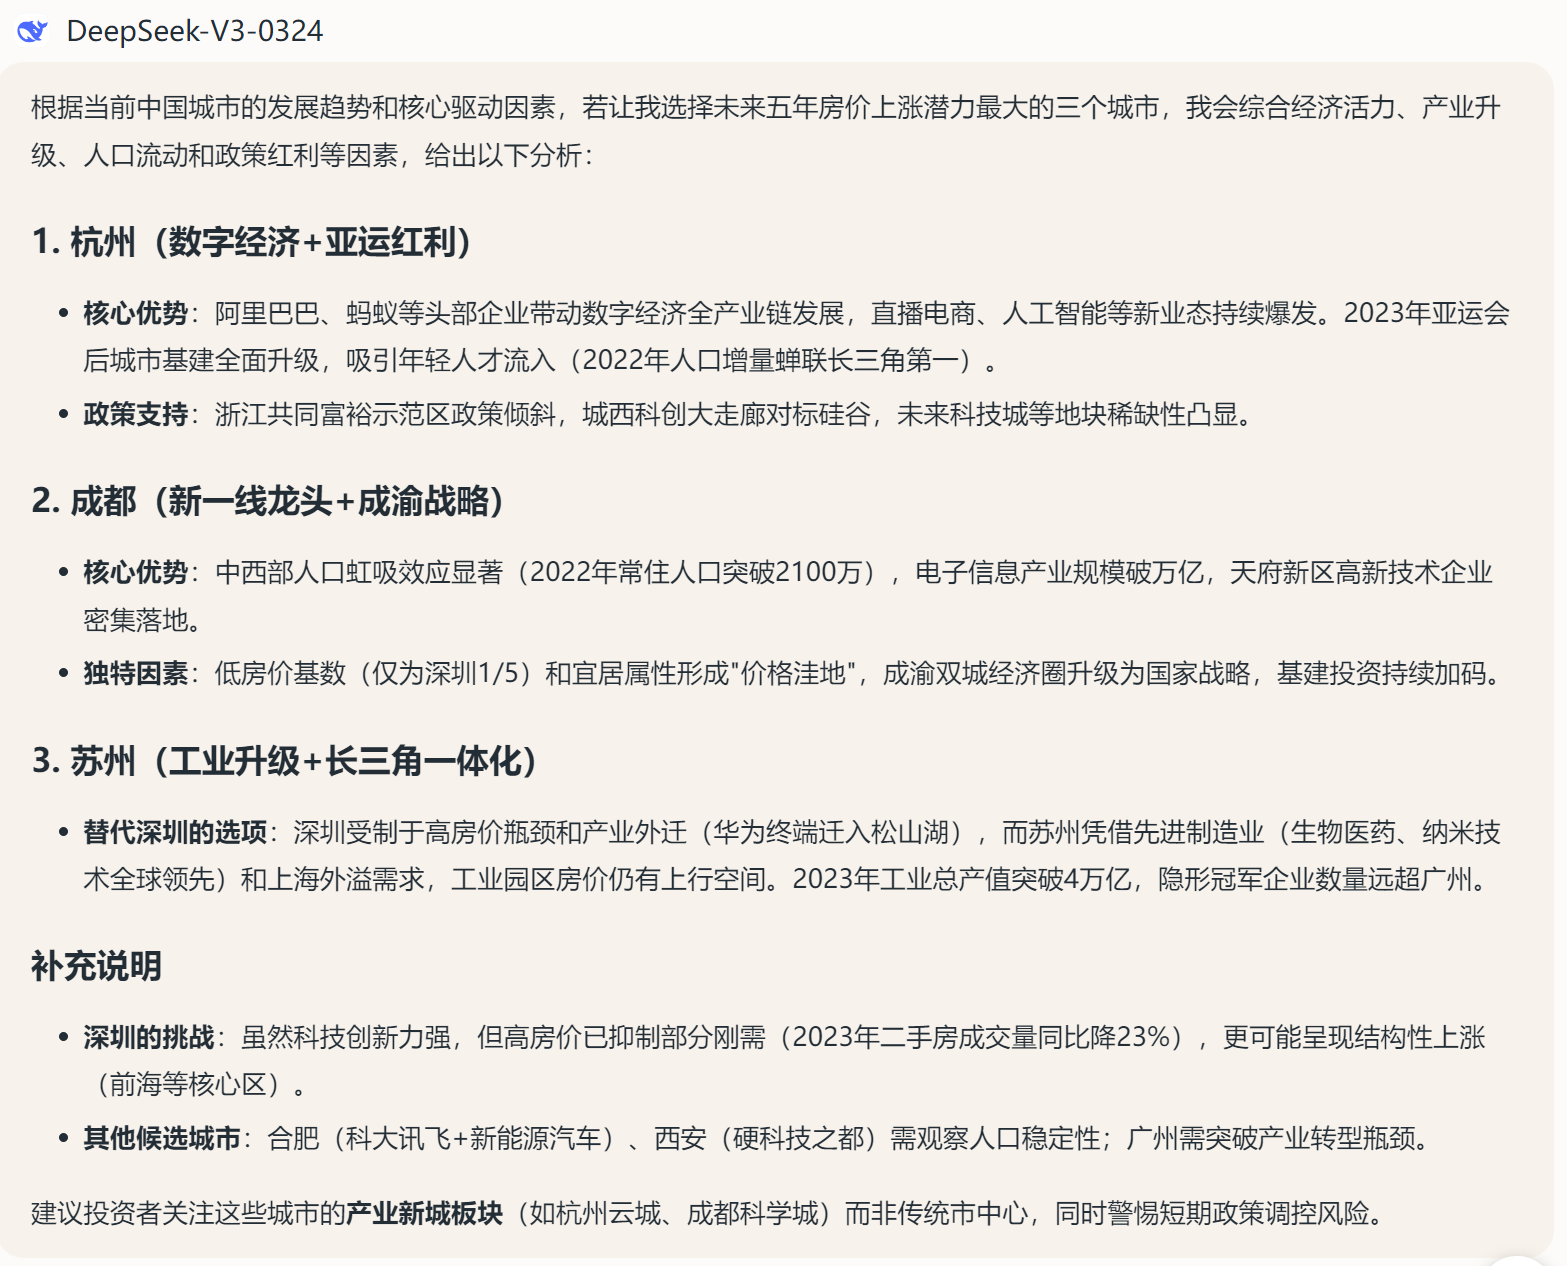 DeepSeek-V3-0324
根据当前中国城市的发展趋势和核心驱动因素，若让我选择未来五年房价上涨潜力最大的三个城市，我会综合经济活力、产业升
级、人口流动和政策红利等因素，给出以下分析：
1. 杭州（数字经济+亚运红利）
• 核心优势：阿里巴巴、蚂蚁等头部企业带动数字经济全产业链发展，直播电商、人工智能等新业态持续爆发。2023年亚运会
后城市基建全面升级，吸引年轻人才流入（2022年人口增量蝉联长三角第一）。
• 政策支持：浙江共同富裕示范区政策倾斜，城西科创大走廊对标硅谷，未来科技城等地块稀缺性凸显。
2. 成都（新一线龙头+成渝战略）
• 核心优势：中西部人口虹吸效应显著（2022年常住人口突破2100万），电子信息产业规模破万亿，天府新区高新技术企业
密集落地。
• 独特因素：低房价基数（仅为深圳1/5）和宜居属性形成"价格洼地"，成渝双城经济圈升级为国家战略，基建投资持续加码。
3. 苏州（工业升级+长三角一体化）
• 替代深圳的选项：深圳受制于高房价瓶颈和产业外迁（华为终端迁入松山湖），而苏州凭借先进制造业（生物医药、纳米技
术全球领先）和上海外溢需求，工业园区房价仍有上行空间。2023年工业总产值突破4万亿，隐形冠军企业数量远超广州。
补充说明
• 深圳的挑战：虽然科技创新力强，但高房价已抑制部分刚需（2023年二手房成交量同比降23%），更可能呈现结构性上涨
（前海等核心区）。
• 其他候选城市：合肥（科大讯飞+新能源汽车）、西安（硬科技之都）需观察人口稳定性；广州需突破产业转型瓶颈。
建议投资者关注这些城市的产业新城板块（如杭州云城、成都科学城）而非传统市中心，同时警惕短期政策调控风险。